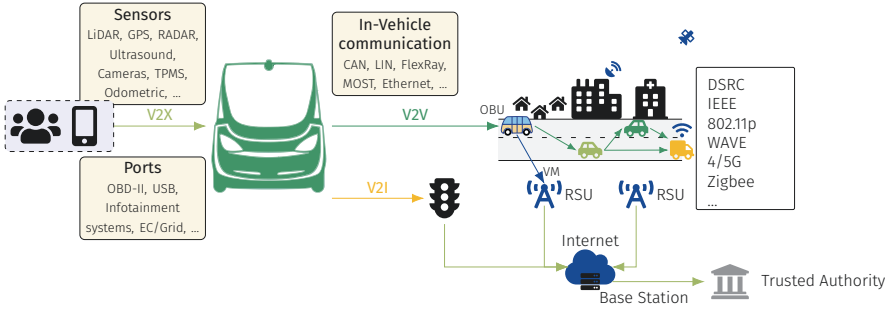 Sensors
LiDAR, GPS, RADAR,
Ultrasound,
Cameras, TPMS,
Odometric, ...
V2X
Ports
OBD-II, USB,
Infotainment
systems, EC/Grid, ...
In-Vehicle
communication
CAN, LIN, FlexRay,
MOST, Ethernet, ...
V2V
V2I
OBU
VM
RSU
RSU
DSRC
IEEE
802.11p
WAVE
4/5G
Zigbee
...
Internet
Base Station
Trusted Authority